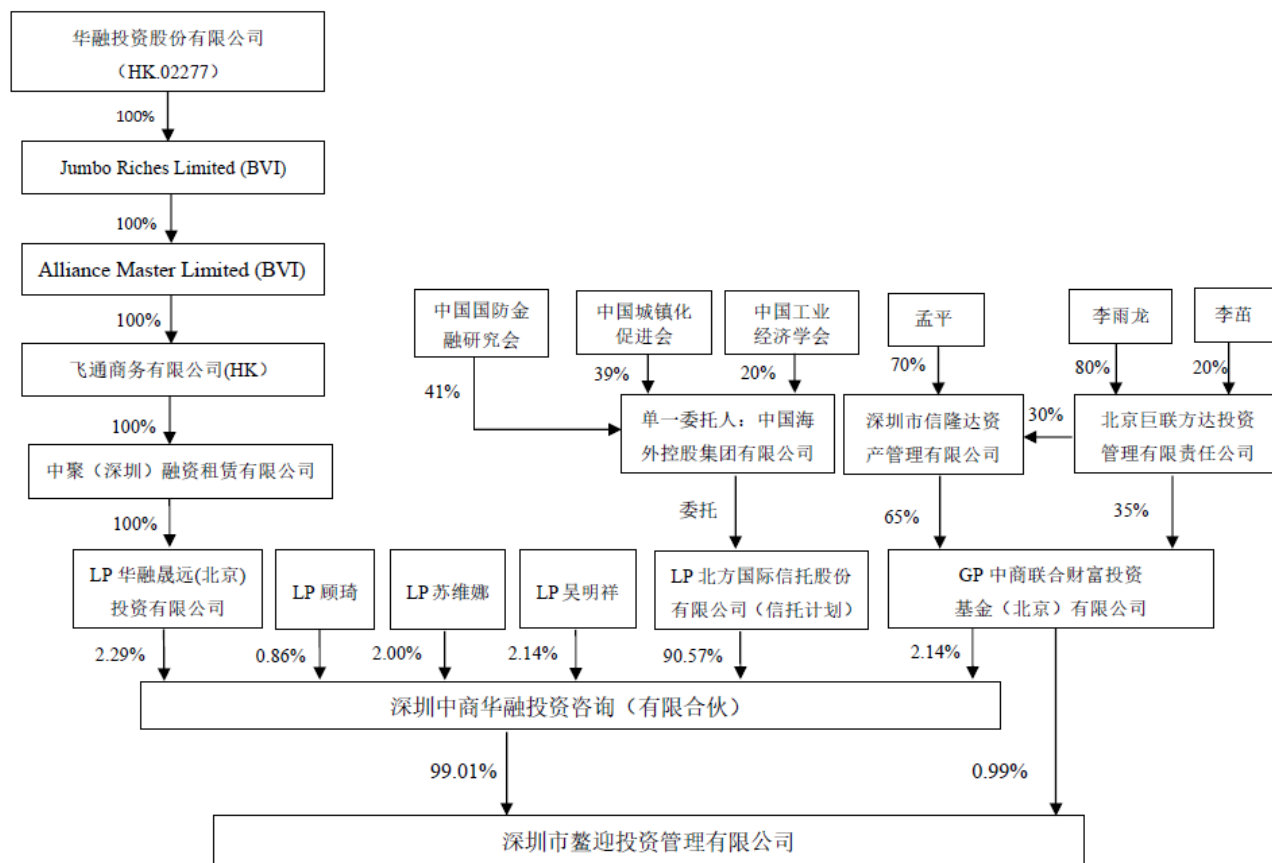 华融投资股份有限公司
（HK.02277）
100%
Jumbo Riches Limited (BVI)
100%
Alliance Master Limited (BVI)
100%
飞通商务有限公司(HK）
100%
中聚（深圳）融资租赁有限公司
100%
中国国防金
融研究会
中国城镇化
促进会
中国工业
经济学会
孟平
李雨龙
李茁
41%
39%
20%
70%
80%
20%
单一委托人：中国海
外控股集团有限公司
深圳市信隆达资
产管理有限公司
30%
北京巨联方达投资
管理有限责任公司
委托
65%
35%
LP 华融晟远(北京)
投资有限公司
LP 顾琦
LP 苏维娜
LP 吴明祥
LP 北方国际信托股份
有限公司（信托计划）
GP 中商联合财富投资
基金（北京）有限公司
2.29%
0.86%
2.00%
2.14%
90.57%
2.14%
深圳中商华融投资咨询（有限合伙）
99.01%
0.99%
深圳市鳌迎投资管理有限公司